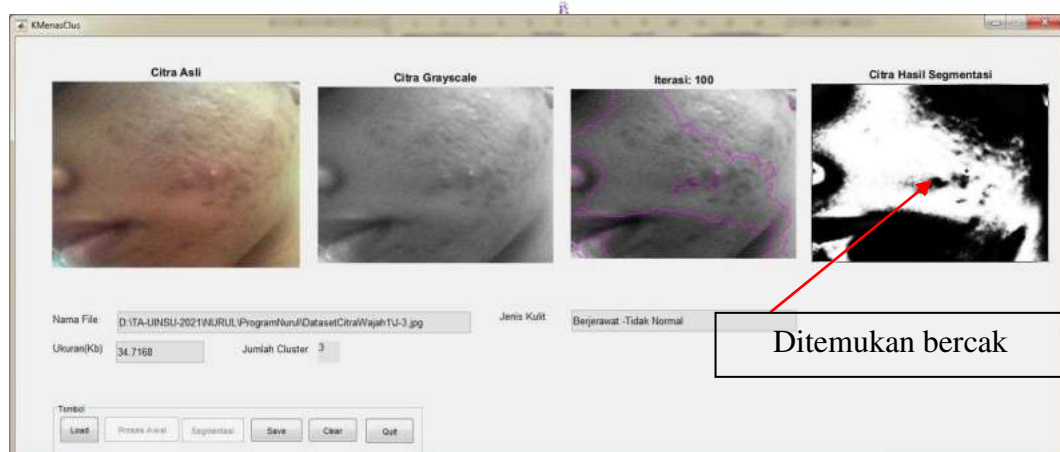 KMenasClus
Citra Asli
Citra Grayscale
Iterasi: 100
Citra Hasil Segmentasi
Nama File
D:\TA-UINSU-2021\NURUL\ProgramNurul\DatasetCitraWajah1\J-3.jpg
Jenis Kulit
Berjerawat -Tidak Normal
Ukuran(Kb)
34.7168
Jumlah Cluster
3
Ditemukan bercak
Tombol
Load
Proses Awal
Segmentasi
Save
Clear
Quit